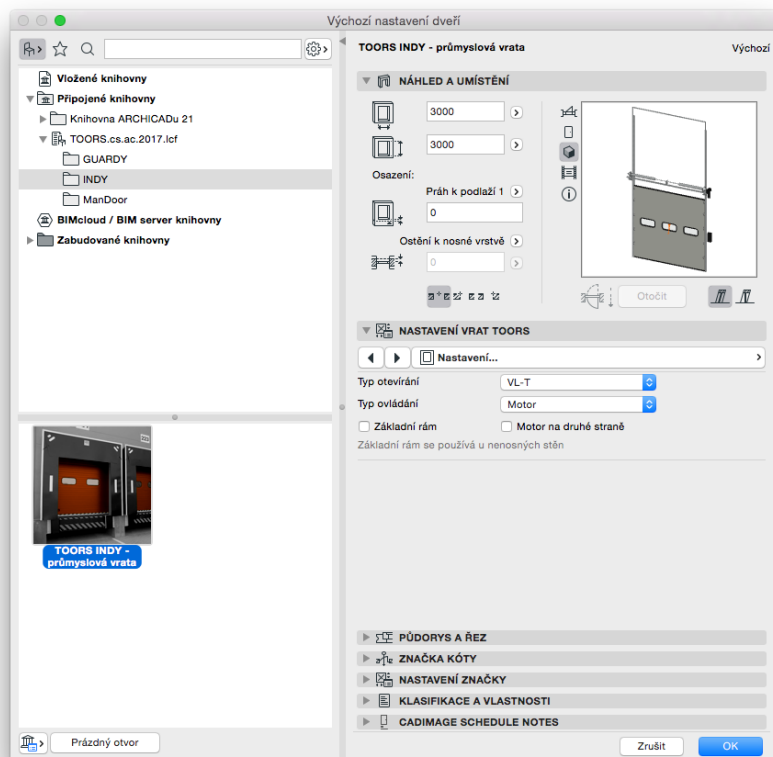 Výchozí nastavení dveří
Vložené knihovny
Připojené knihovny
Knihovna ARCHICADu 21
TOORS.cs.ac.2017.lcf
GUARDY
INDY
ManDoor
BIMcloud / BIM server knihovny
Zabudované knihovny
TOORS INDY -
průmyslová vrata
Prázdný otvor
TOORS INDY - průmyslová vrata
Výchozí
NÁHLED A UMÍSTĚNÍ
3000
3000
Osazení:
Práh k podlaží 1
0
Ostění k nosné vrstvě
0
Otočit
NASTAVENÍ VRAT TOORS
Nastavení...
Typ otevírání
VL-T
Typ ovládání
Motor
Základní rám
Motor na druhé straně
Základní rám se používá u nenosných stěn
PŮDORYS A ŘEZ
ZNAČKA KÓTY
NASTAVENÍ ZNAČKY
KLASIFIKACE A VLASTNOSTI
CADIMAGE SCHEDULE NOTES
Zrušit
OK